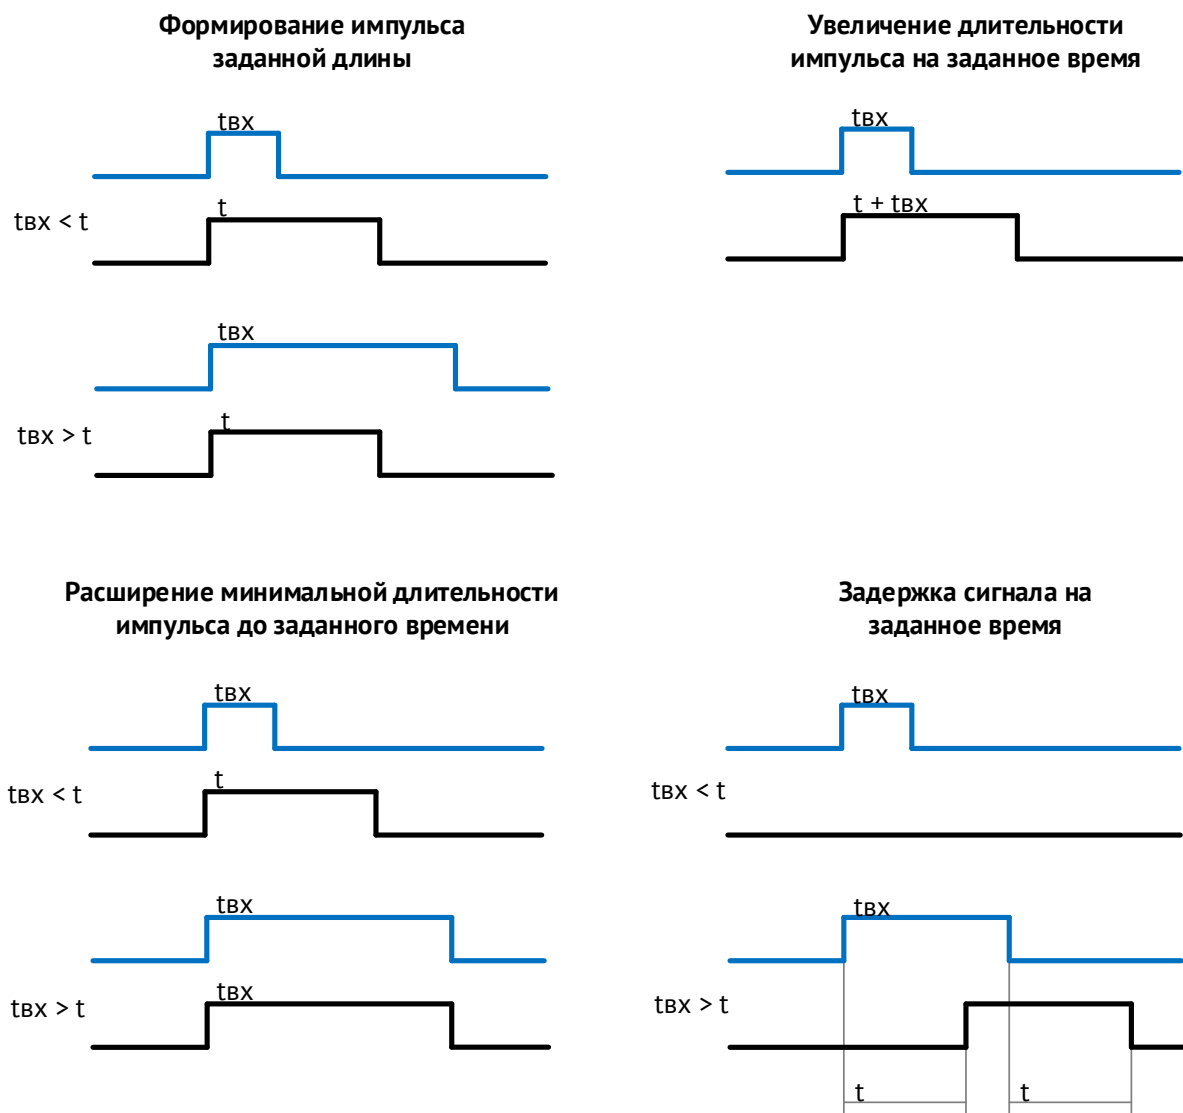 Формирование импульса
заданной длины
tвх
tвх < t
t
tвх
tвх > t
t
Увеличение длительности
импульса на заданное время
tвх
t + tвх
Расширение минимальной длительности
импульса до заданного времени
tвх
tвх < t
t
tвх
tвх > t
tвх
Задержка сигнала на
заданное время
tвх
tвх < t
tвх
tвх > t
t
t